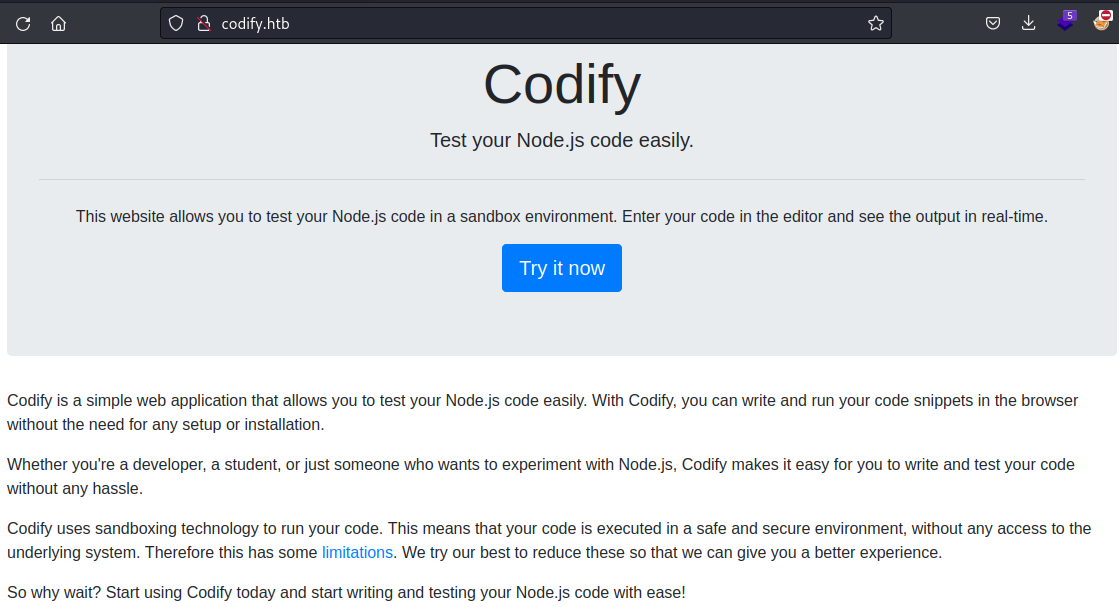 codify.htb
5
Codify
Test your Node.js code easily.
This website allows you to test your Node.js code in a sandbox environment. Enter your code in the editor and see the output in real-time.
Try it now
Codify is a simple web application that allows you to test your Node.js code easily. With Codify, you can write and run your code snippets in the browser
without the need for any setup or installation.
Whether you're a developer, a student, or just someone who wants to experiment with Node.js, Codify makes it easy for you to write and test your code
without any hassle.
Codify uses sandboxing technology to run your code. This means that your code is executed in a safe and secure environment, without any access to the
underlying system. Therefore this has some limitations. We try our best to reduce these so that we can give you a better experience.
So why wait? Start using Codify today and start writing and testing your Node.js code with ease!